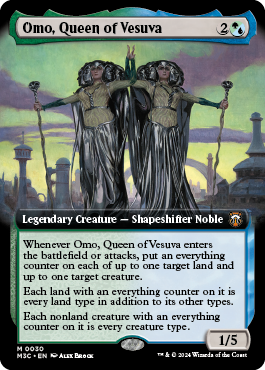 Omo, Queen of Vesuva
2
Legendary Creature — Shapeshifter Noble
Whenever Omo, Queen of Vesuva enters
the battlefield or attacks, put an everything
counter on each of up to one target land and
up to one target creature.
Each land with an everything counter on it is
every land type in addition to its other types.
Each nonland creature with an everything
counter on it is every creature type.
1/5
M 0030
M3C • EN ALEX BROCK
™ & © 2024 Wizards of the Coast